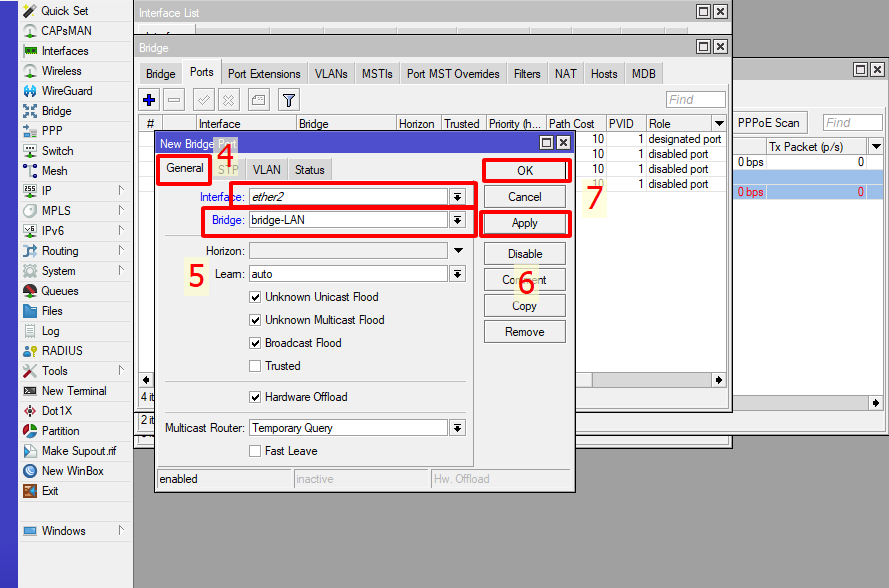 Quick Set
CAPsMAN
Interfaces
Wireless
WireGuard
Bridge
PPP
Switch
Mesh
IP
MPLS
IPv6
Routing
System
Queues
Files
Log
RADIUS
Tools
New Terminal
Dot1X
Partition
Make Supout.rif
New WinBox
Exit
Windows
Interface List
Bridge
Bridge Ports Port Extensions VLANs MSTIs Port MST Overrides Filters NAT Hosts MDB
Find
# Interface Bridge Horizon Trusted Priority (h... Path Cost PVID Role
10 1 designated port
10 1 disabled port
10 1 disabled port
10 1 disabled port
4 it
2 it
PPPoE Scan Find
Tx Packet (p/s)
0 bps 0
0 bps 0
New Bridge Port
4
General STP VLAN Status
Interface: ether2
Bridge: bridge-LAN
Horizon:
5
Learn: auto
Unknown Unicast Flood
Unknown Multicast Flood
Broadcast Flood
Trusted
Hardware Offload
Multicast Router: Temporary Query
Fast Leave
OK
7
Cancel
Apply
Disable
Comment
6
Copy
Remove
enabled inactive Hw. Offload